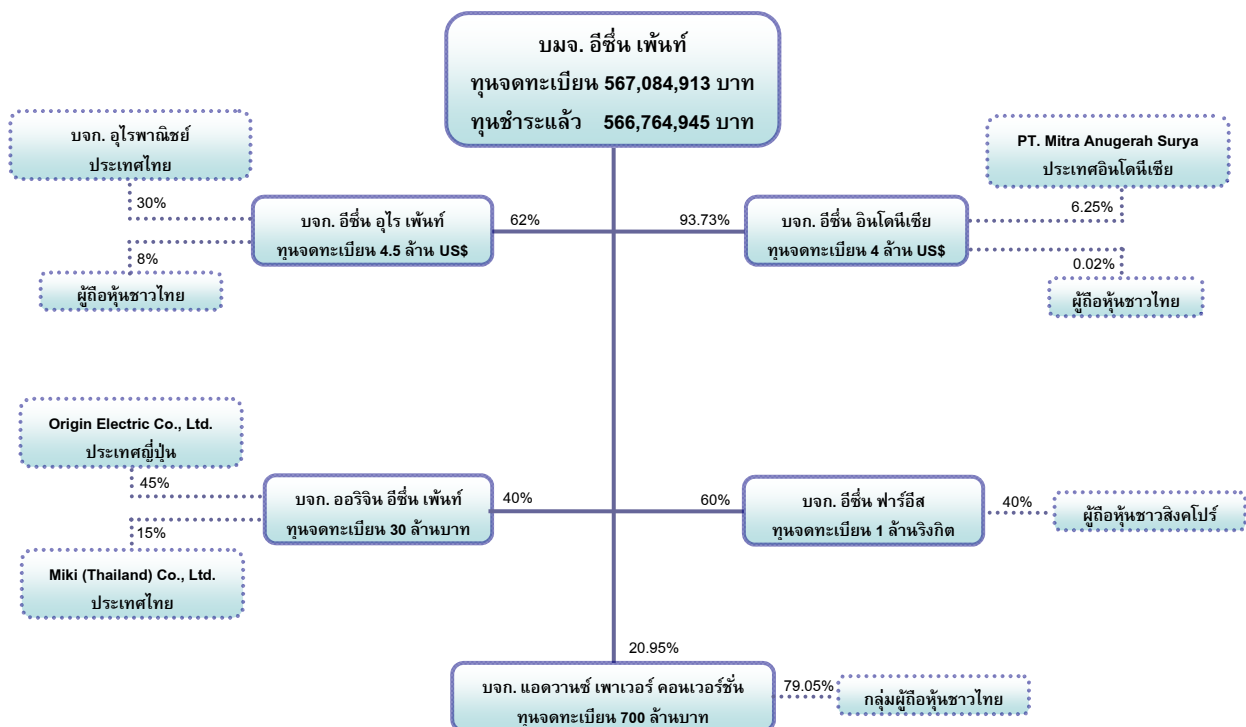 บมจ. อีซึ่น เพ้นท์
ทุนจดทะเบียน 567,084,913 บาท
ทุนชำระแล้ว 566,764,945 บาท
บจก. อุไรพาณิชย์
ประเทศไทย
30%
บจก. อีซึ่น อุไร เพ้นท์
ทุนจดทะเบียน 4.5 ล้าน US$
62%
8%
ผู้ถือหุ้นชาวไทย
PT. Mitra Anugerah Surya
ประเทศอินโดนีเซีย
6.25%
93.73%
บจก. อีซึ่น อินโดนีเซีย
ทุนจดทะเบียน 4 ล้าน US$
0.02%
ผู้ถือหุ้นชาวไทย
Origin Electric Co., Ltd.
ประเทศญี่ปุ่น
45%
บจก. ออริจิน อีซึ่น เพ้นท์
ทุนจดทะเบียน 30 ล้านบาท
40%
15%
Miki (Thailand) Co., Ltd.
ประเทศไทย
60%
บจก. อีซึ่น ฟาร์อีส
ทุนจดทะเบียน 1 ล้านริงกิต
40%
ผู้ถือหุ้นชาวสิงคโปร์
20.95%
บจก. แอดวานซ์ เพาเวอร์ คอนเวอร์ชั่น
ทุนจดทะเบียน 700 ล้านบาท
79.05%
กลุ่มผู้ถือหุ้นชาวไทย